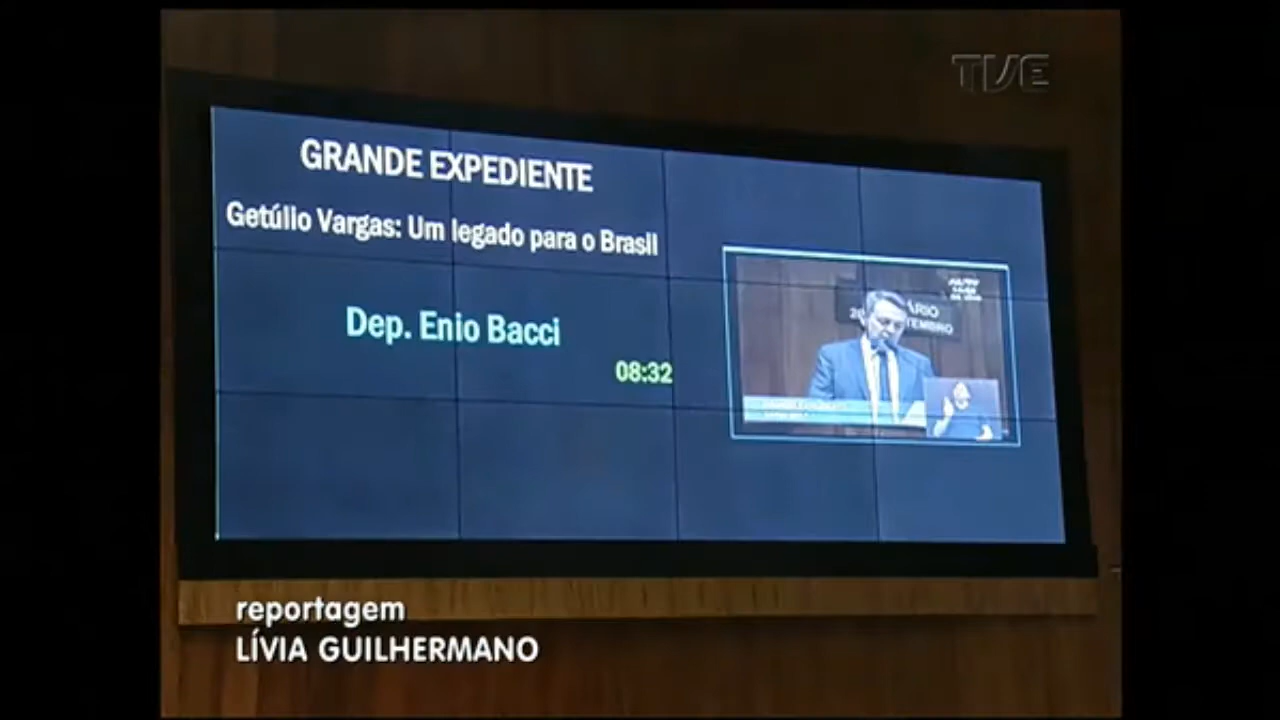 TVE
GRANDE EXPEDIENTE
Getúlio Vargas: Um legado para o Brasil
Dep. Enio Bacci
08:32
reportagem
LÍVIA GUILHERMANO